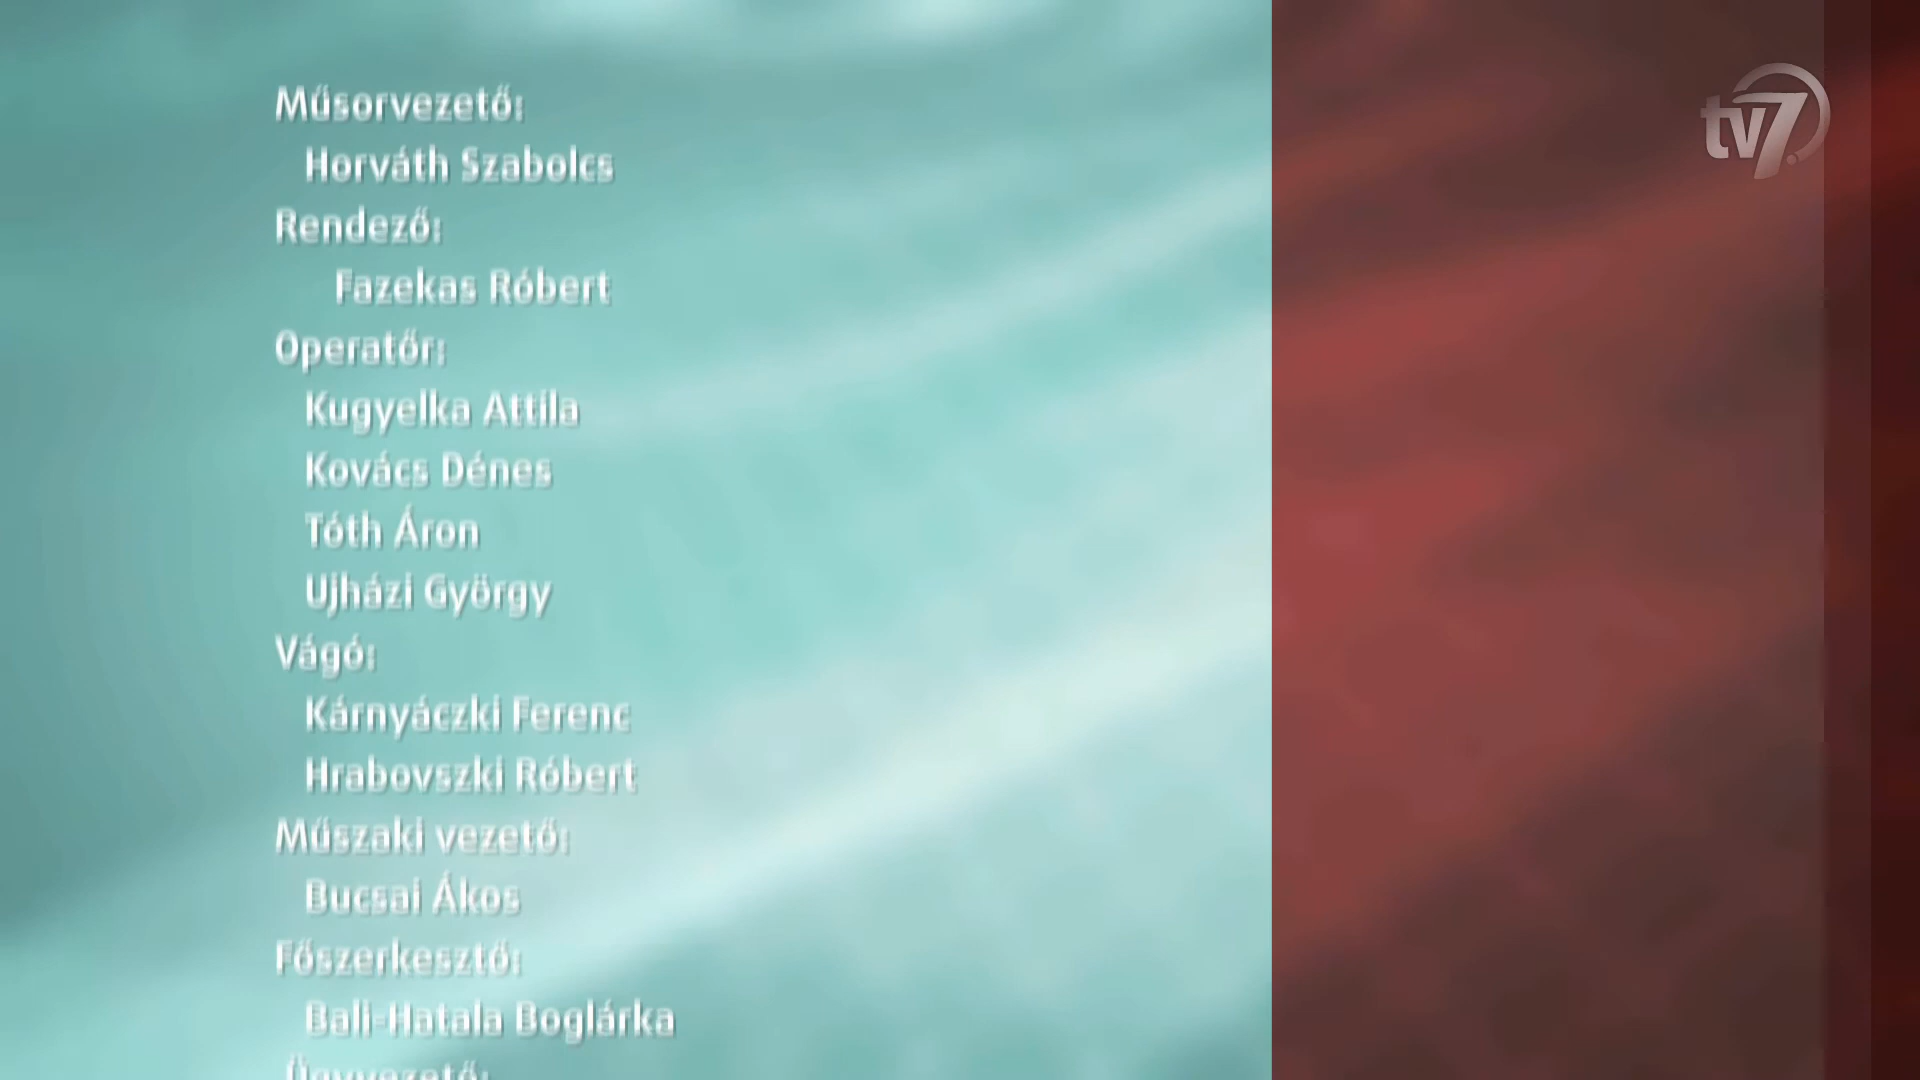 Műsorvezető:
Horváth Szabolcs
Rendező:
Fazekas Róbert
Operatőr:
Kugyelka Attila
Kovács Dénes
Tóth Áron
Ujházi György
Vágó:
Kárnyáczki Ferenc
Hrabovszki Róbert
Műszaki vezető:
Bucsai Ákos
Főszerkesztő:
Bali-Hatala Boglárka
Ügyvezető:
tv7